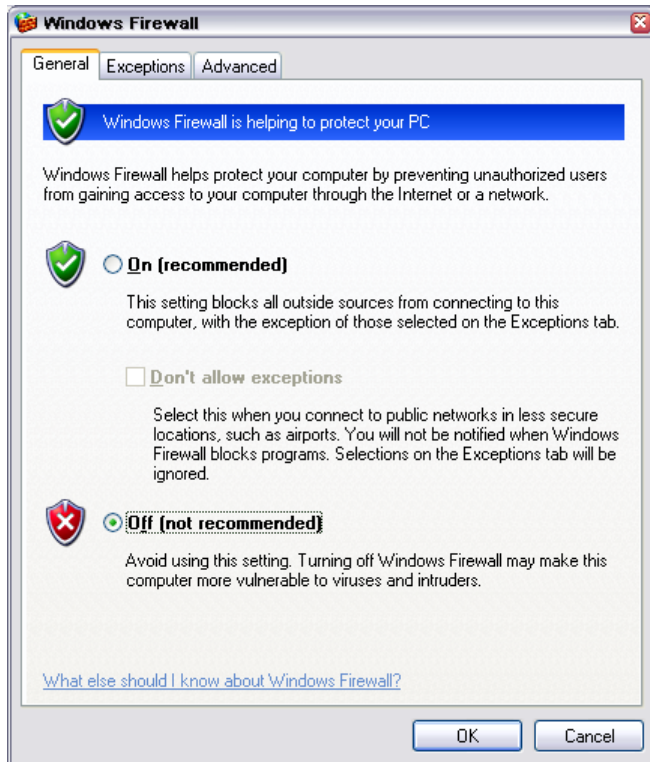 Windows Firewall
General Exceptions Advanced
Windows Firewall is helping to protect your PC
Windows Firewall helps protect your computer by preventing unauthorized users
from gaining access to your computer through the Internet or a network.
On (recommended)
This setting blocks all outside sources from connecting to this
computer, with the exception of those selected on the Exceptions tab.
Don't allow exceptions
Select this when you connect to public networks in less secure
locations, such as airports. You will not be notified when Windows
Firewall blocks programs. Selections on the Exceptions tab will be
ignored.
Off (not recommended)
Avoid using this setting. Turning off Windows Firewall may make this
computer more vulnerable to viruses and intruders.
What else should I know about Windows Firewall?
OK Cancel